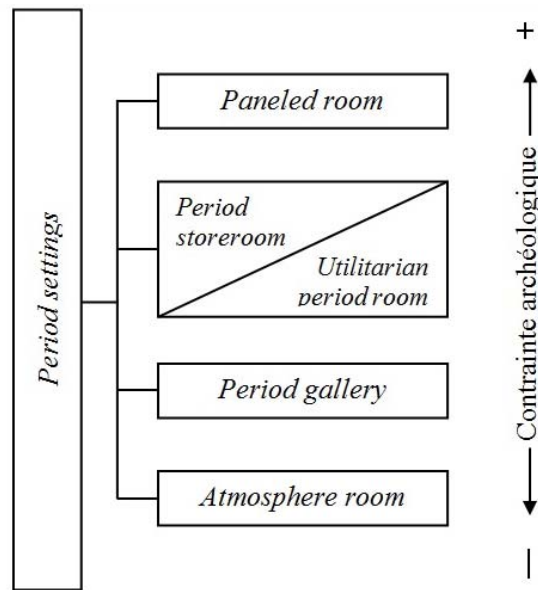 Period settings
Paneled room
Period
storeroom
Utilitarian
period room
Period gallery
Atmosphere room
+
Contrainte archéologique
–